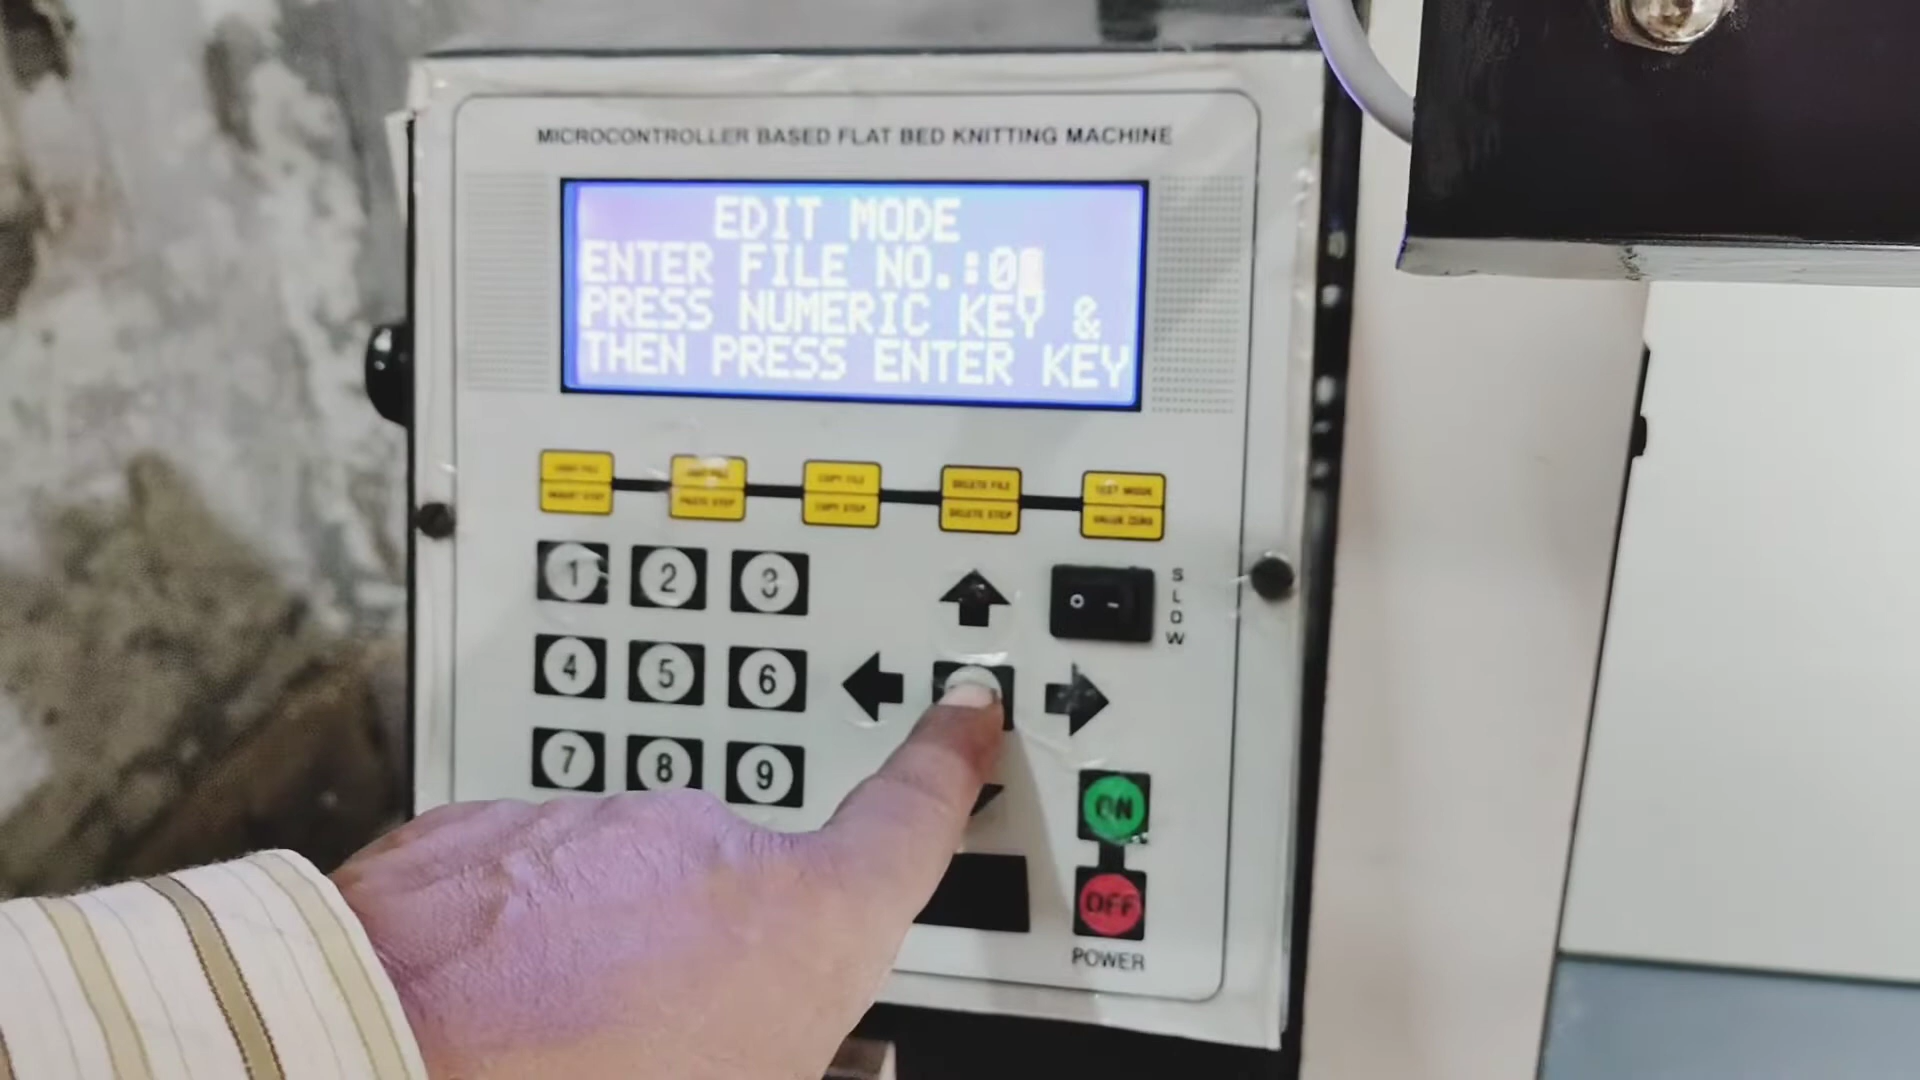 MICROCONTROLLER BASED FLAT BED KNITTING MACHINE
EDIT MODE
ENTER FILE NO.:0
PRESS NUMERIC KEY &
THEN PRESS ENTER KEY
COPY FILE
COPY STEP
DELETE FILE
DELETE STEP
TEST MODE
VALUE ZERO
1 2 3
SLOW
4 5 6
7 8 9
ON
OFF
POWER